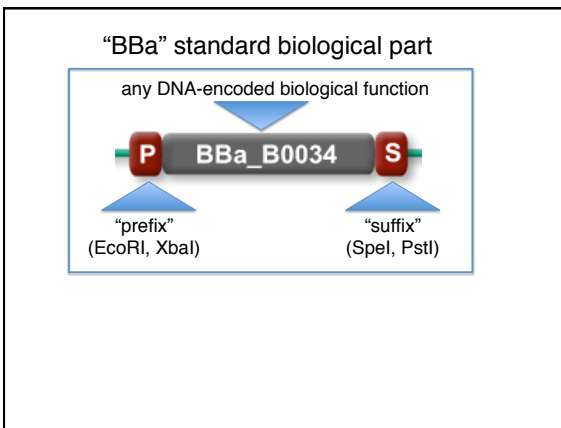 “BBa” standard biological part
any DNA-encoded biological function
P BBa_B0034 S
“prefix” “suffix”
(EcoRI, XbaI) (SpeI, PstI)